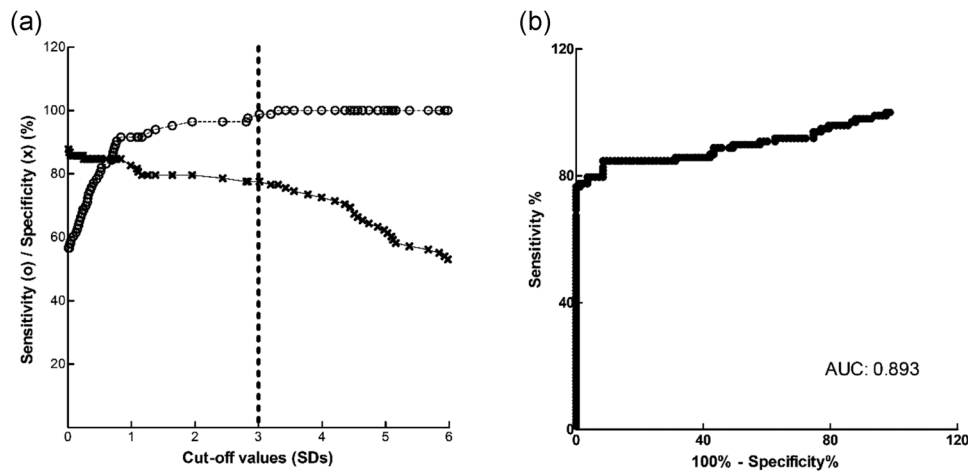 (a)
120
100
80
60
40
20
0 1 2 3 4 5 6
Cut-off values (SDs)
Sensitivity (o) / Specificity (x) (%)
(b)
120
80
40
0
0 40 80 120
100% - Specificity%
Sensitivity %
AUC: 0.893